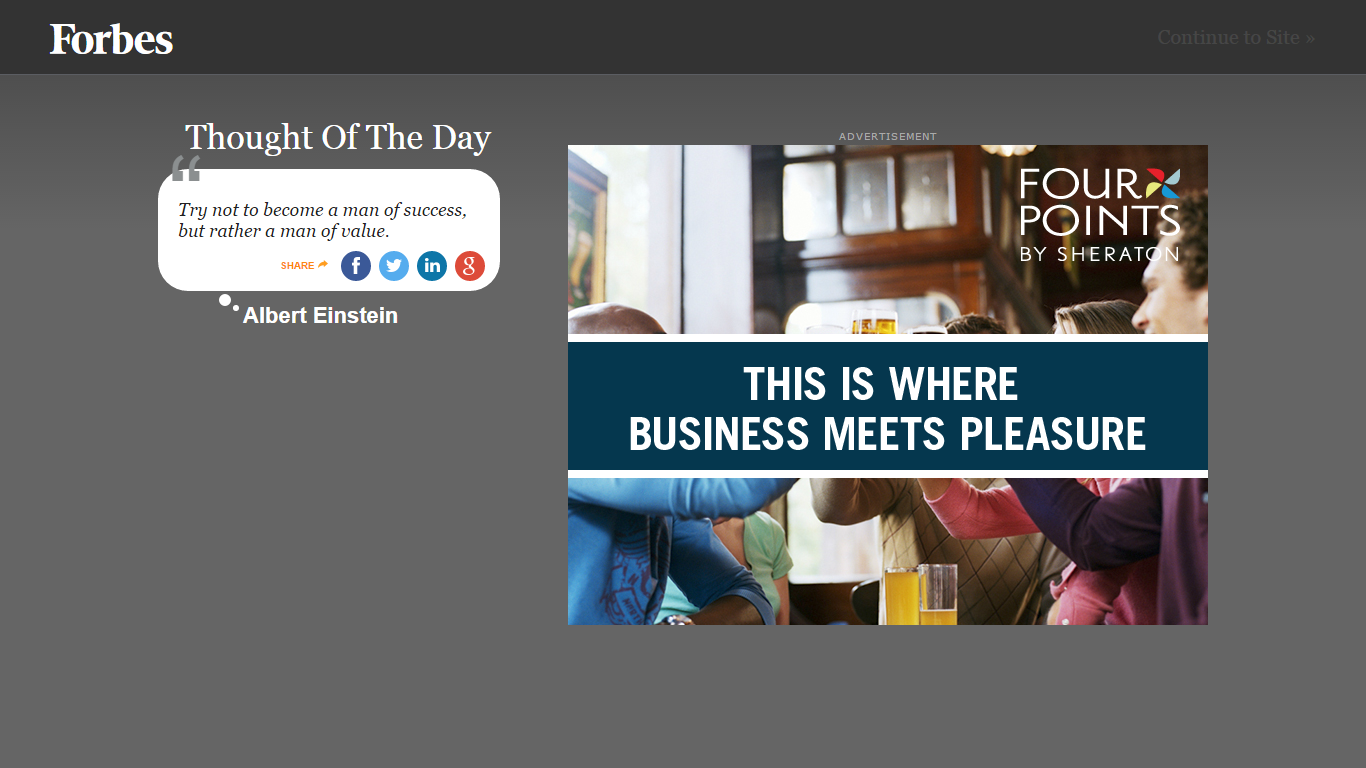 Forbes
Continue to Site »
Thought Of The Day
“
Try not to become a man of success,
but rather a man of value.
SHARE
f
in
g
Albert Einstein
ADVERTISEMENT
FOUR
POINTS
BY SHERATON
THIS IS WHERE
BUSINESS MEETS PLEASURE